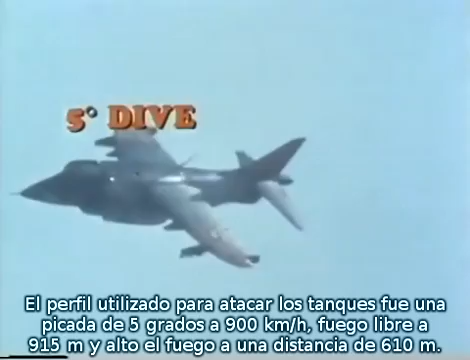 5° DIVE
El perfil utilizado para atacar los tanques fue una
picada de 5 grados a 900 km/h, fuego libre a
915 m y alto el fuego a una distancia de 610 m.